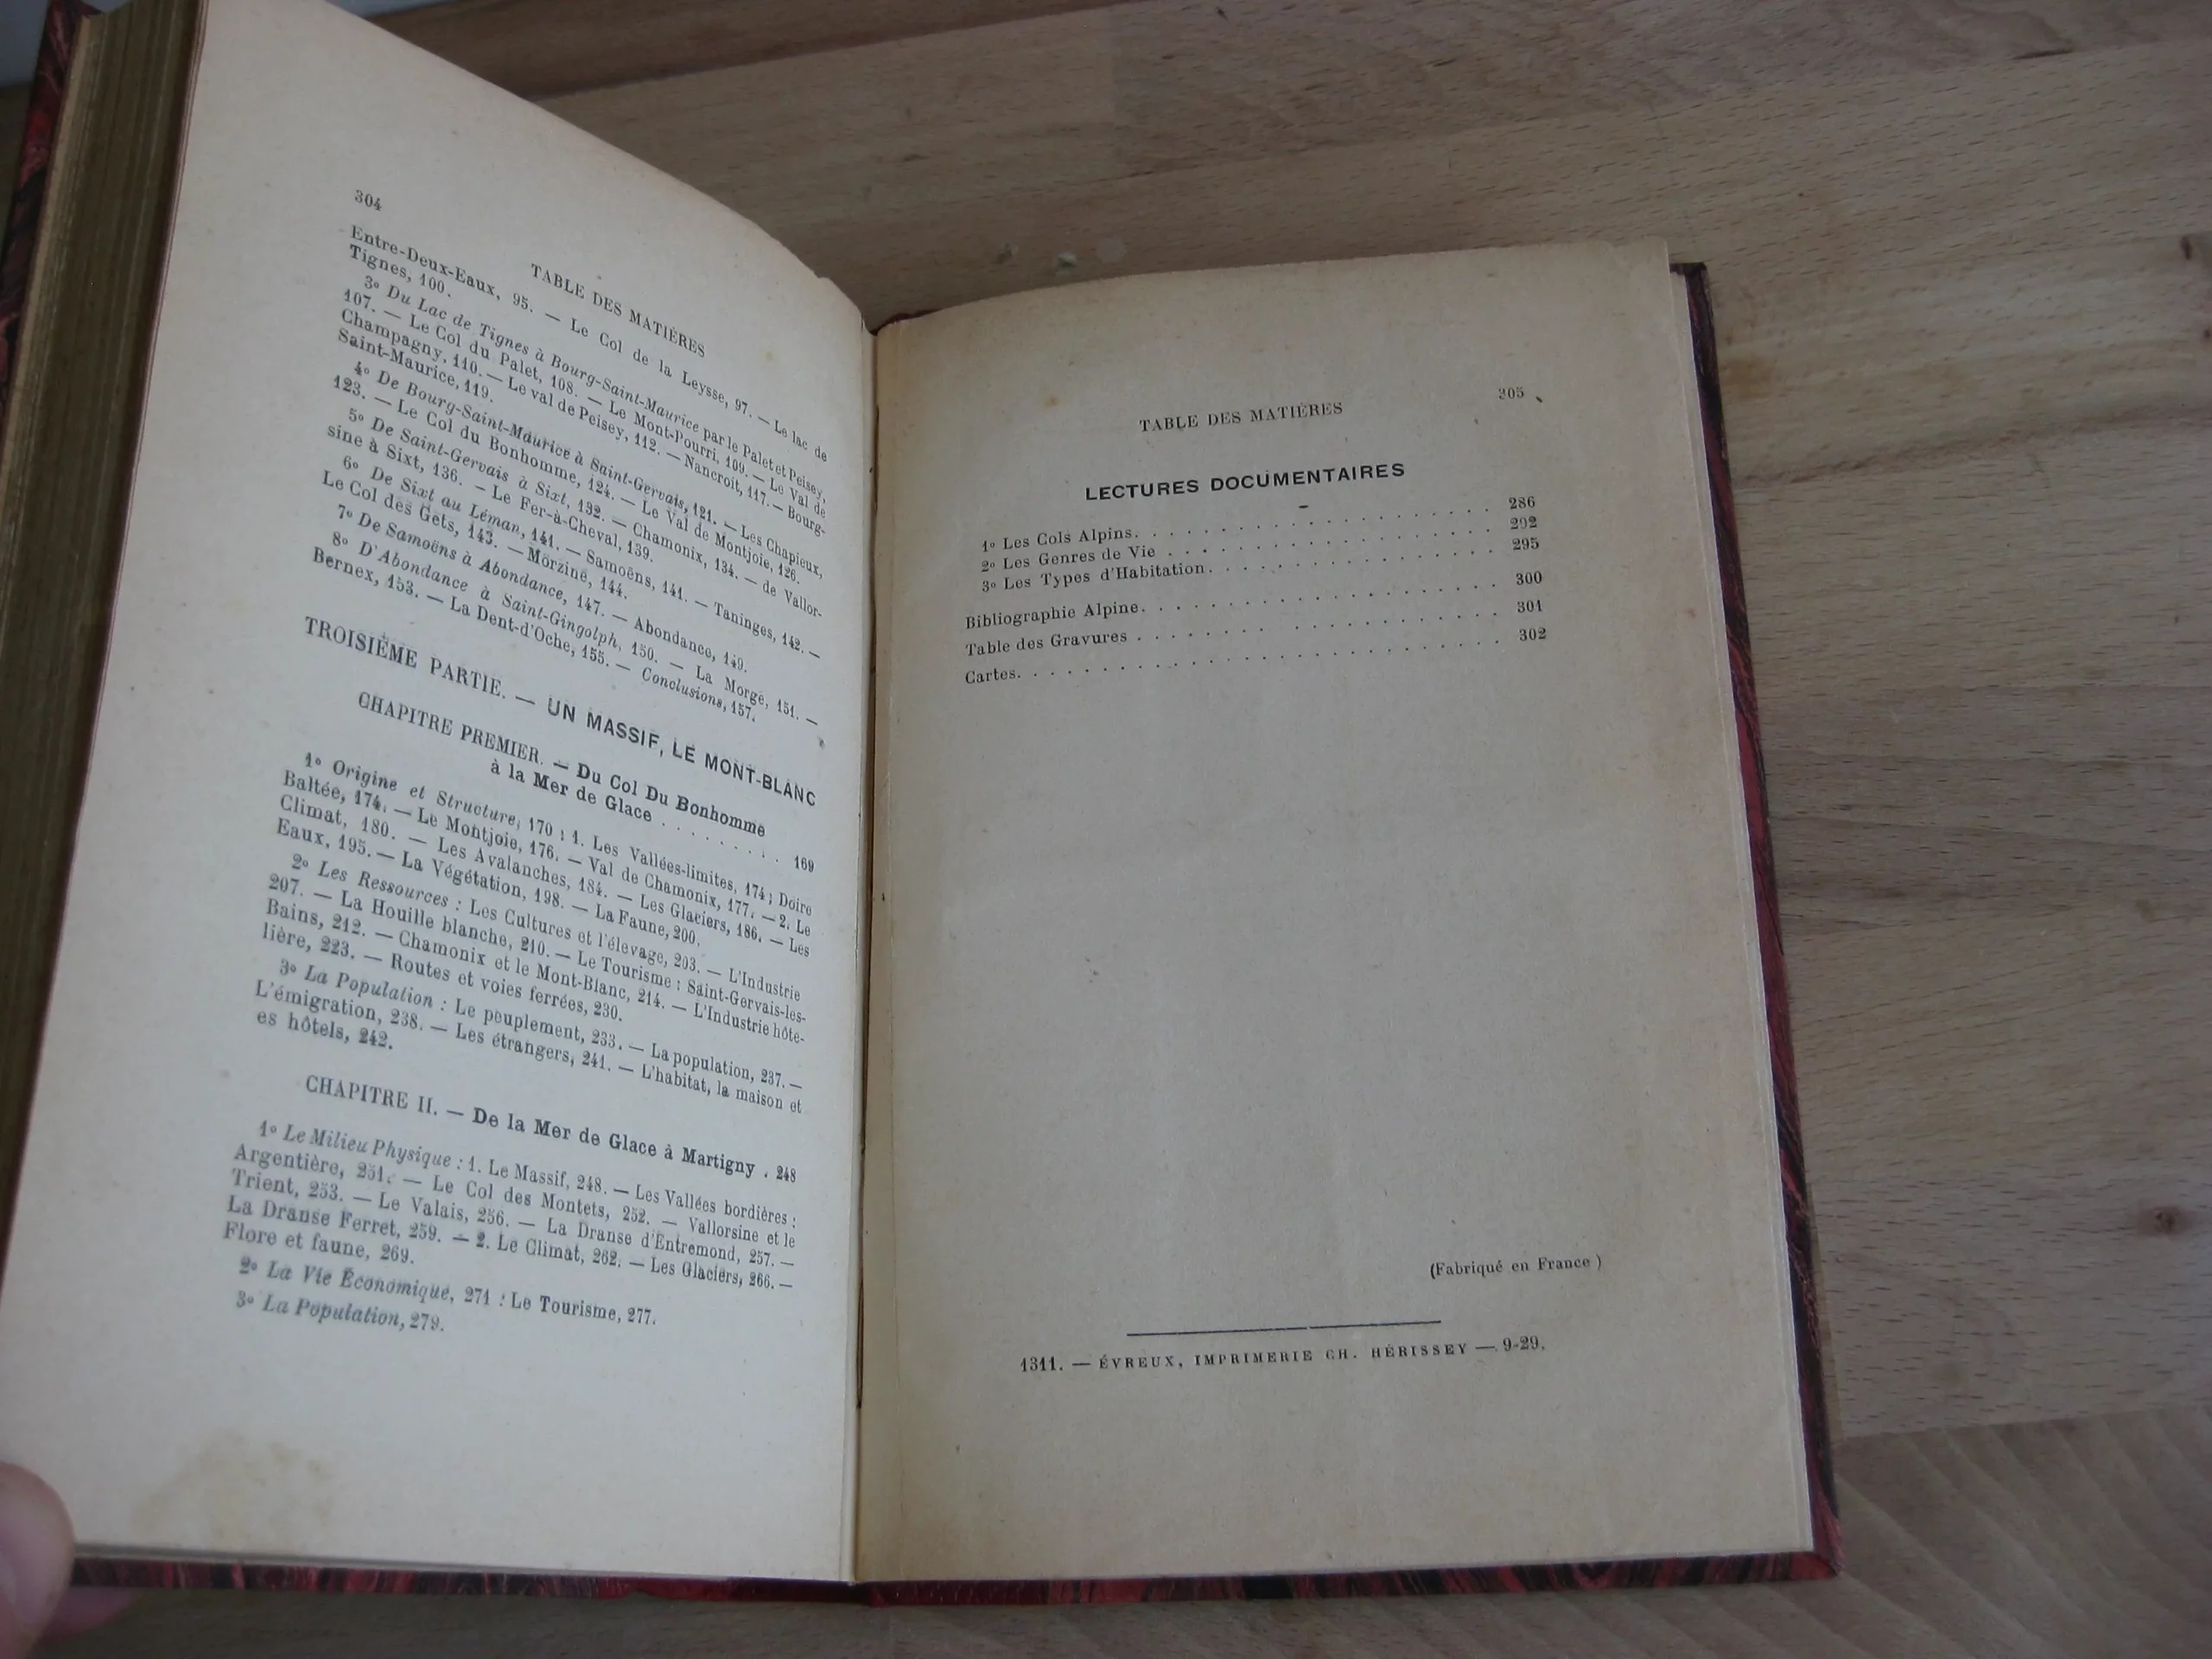 304
TABLE DES MATIÈRES
Entre-Deux-Eaux, 95. — Le Col de la Leysse, 97. — Le lac de
Tignes, 100.
3º Du Lac de Tignes à Bourg-Saint-Maurice par le Palet et Peisey,
107. — Le Col du Palet, 108. — Le Mont-Pourri, 109. — Le Val de
Champagny, 110. — Le val de Peisey, 112. — Nancroit, 117. — Bourg-
Saint-Maurice, 119.
4º De Bourg-Saint-Maurice à Saint-Gervais, 121. — Les Chapieux,
123. — Le Col du Bonhomme, 124. — Le Val de Montjoie, 126.
5º De Saint-Gervais à Sixt, 132. — Chamonix, 134. — de Vallor-
sine à Sixt, 136. — Le Fer-à-Cheval, 139.
6º De Sixt au Léman, 141. — Samoëns, 141. — Taninges, 142. —
Le Col des Gets, 143. — Morzine, 144.
7º De Samoëns à Abondance, 147. — Abondance, 149.
8º D'Abondance à Saint-Gingolph, 150. — La Morge, 151. —
Bernex, 153. — La Dent-d'Oche, 155. — Conclusions, 157.
TROISIÈME PARTIE. — UN MASSIF, LE MONT-BLANC
CHAPITRE PREMIER. — Du Col Du Bonhomme
à la Mer de Glace . . . . . . . . 169
1º Origine et Structure, 170 : 1. Les Vallées-limites, 174 ; Doire
Baltée, 174. — Le Montjoie, 176. — Val de Chamonix, 177. — 2. Le
Climat, 180. — Les Avalanches, 184. — Les Glaciers, 186. — Les
Eaux, 195. — La Végétation, 198. — La Faune, 200.
2º Les Ressources : Les Cultures et l'élevage, 203. — L'Industrie
207. — La Houille blanche, 210. — Le Tourisme : Saint-Gervais-les-
Bains, 212. — Chamonix et le Mont-Blanc, 214. — L'Industrie hôte-
lière, 223. — Routes et voies ferrées, 230.
3º La Population : Le peuplement, 233. — La population, 237. —
L'émigration, 238. — Les étrangers, 241. — L'habitat, la maison et
es hôtels, 242.
CHAPITRE II. — De la Mer de Glace à Martigny . 248
1º Le Milieu Physique : 1. Le Massif, 248. — Les Vallées bordières :
Argentière, 251. — Le Col des Montets, 252. — Vallorsine et le
Trient, 253. — Le Valais, 256. — La Dranse d'Entremond, 257. —
La Dranse Ferret, 259. — 2. Le Climat, 262. — Les Glaciers, 266. —
Flore et faune, 269.
2º La Vie Économique, 271 : Le Tourisme, 277.
3º La Population, 279.
TABLE DES MATIÈRES 305
LECTURES DOCUMENTAIRES
1º Les Cols Alpins. . . . . . . . . . . . . . . . . . 286
2º Les Genres de Vie . . . . . . . . . . . . . . . . . 292
3º Les Types d'Habitation. . . . . . . . . . . . . . . 295
Bibliographie Alpine. . . . . . . . . . . . . . . . . . 300
Table des Gravures . . . . . . . . . . . . . . . . . . 301
Cartes. . . . . . . . . . . . . . . . . . . . . . . . . 302
(Fabriqué en France )
1311. — ÉVREUX, IMPRIMERIE CH. HÉRISSEY — 9-29.